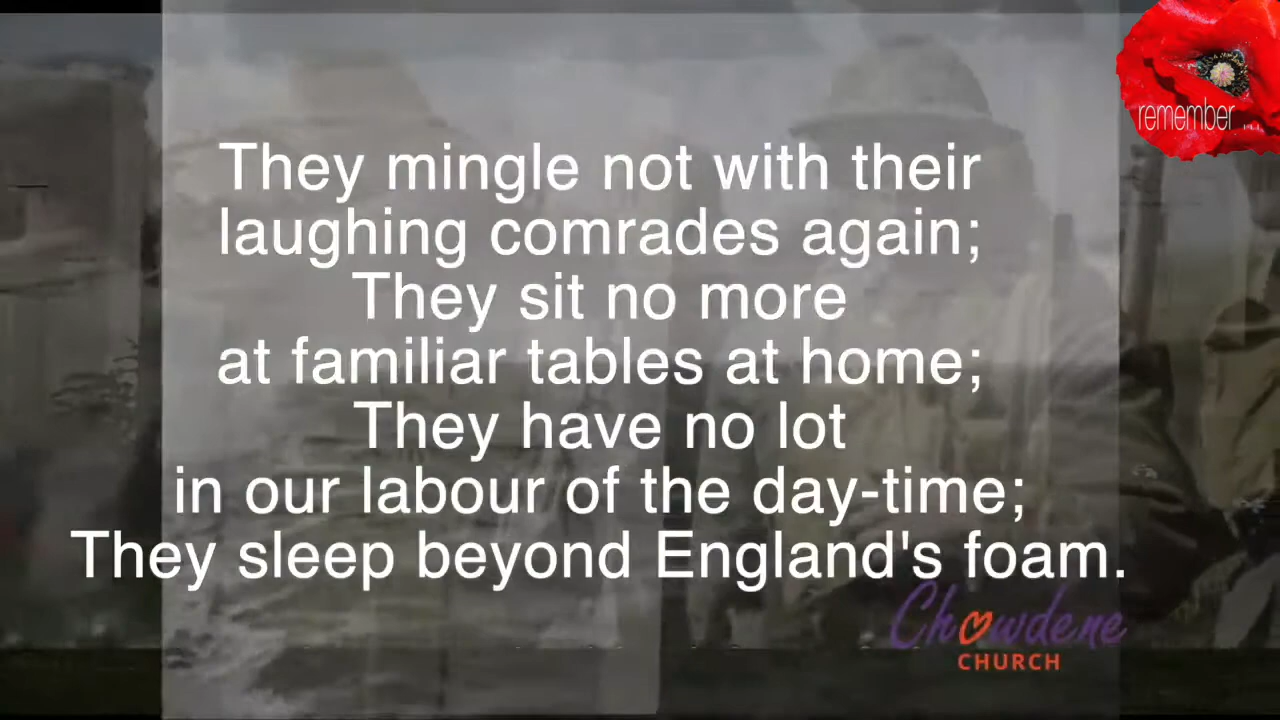 remember
They mingle not with their
laughing comrades again;
They sit no more
at familiar tables at home;
They have no lot
in our labour of the day-time;
They sleep beyond England's foam.
Chowdene
CHURCH